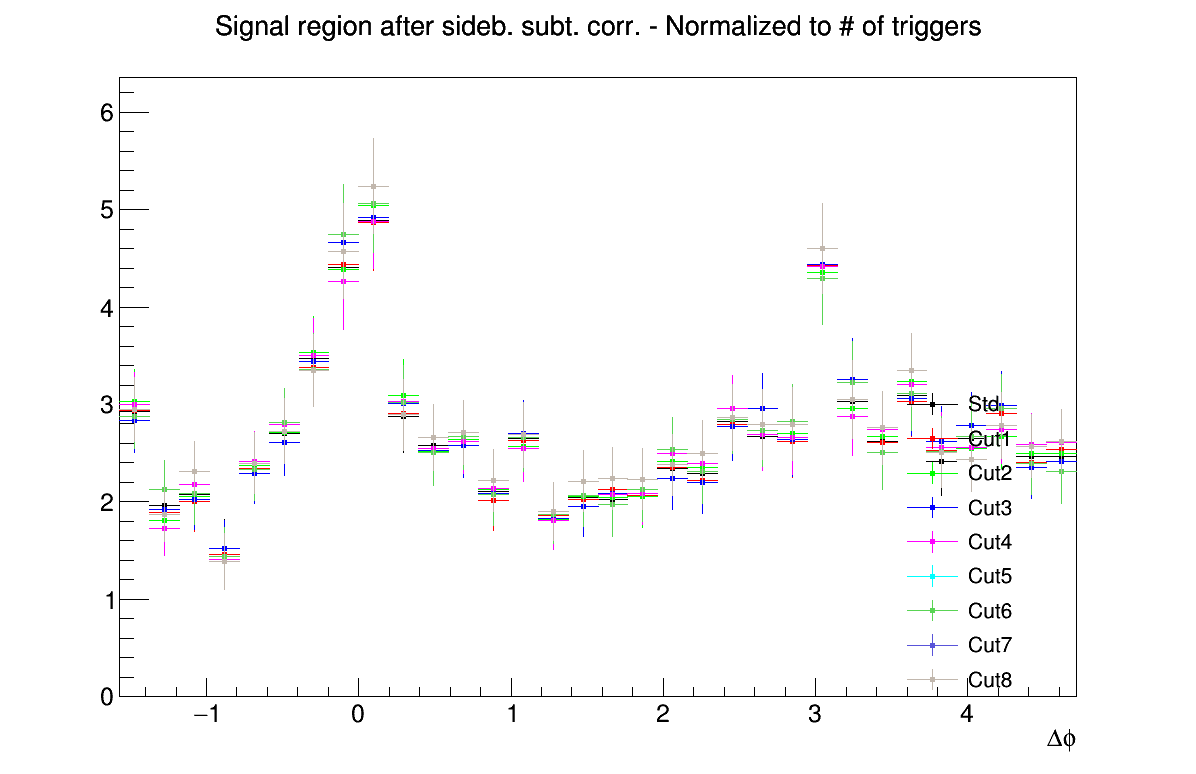 Signal region after sideb. subt. corr. - Normalized to # of triggers
6
5
4
3
2
1
0
−1 0 1 2 3 4
Δϕ
Std
Cut1
Cut2
Cut3
Cut4
Cut5
Cut6
Cut7
Cut8